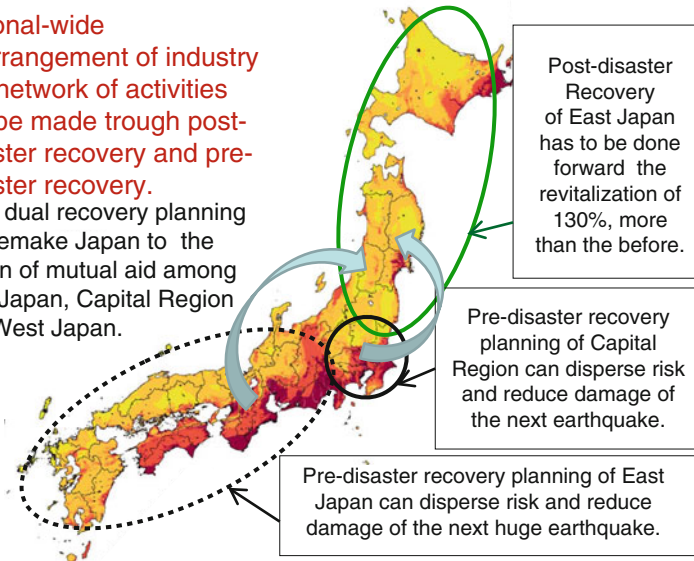 onal-wide
rrangement of industry
network of activities
be made trough post-
ster recovery and pre-
ster recovery.
dual recovery planning
emake Japan to the
n of mutual aid among
Japan, Capital Region
West Japan.
Post-disaster
Recovery
of East Japan
has to be done
forward the
revitalization of
130%, more
than the before.
Pre-disaster recovery
planning of Capital
Region can disperse risk
and reduce damage of
the next earthquake.
Pre-disaster recovery planning of East
Japan can disperse risk and reduce
damage of the next huge earthquake.